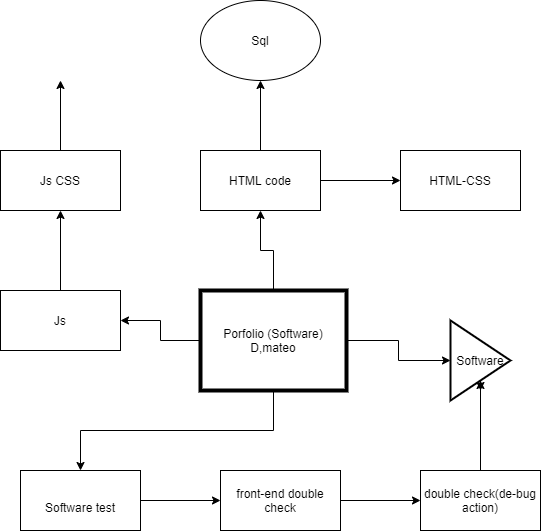 Sql
Js CSS
HTML code
HTML-CSS
Js
Porfolio (Software)
D,mateo
Software
Software test
front-end double
check
double check(de-bug
action)